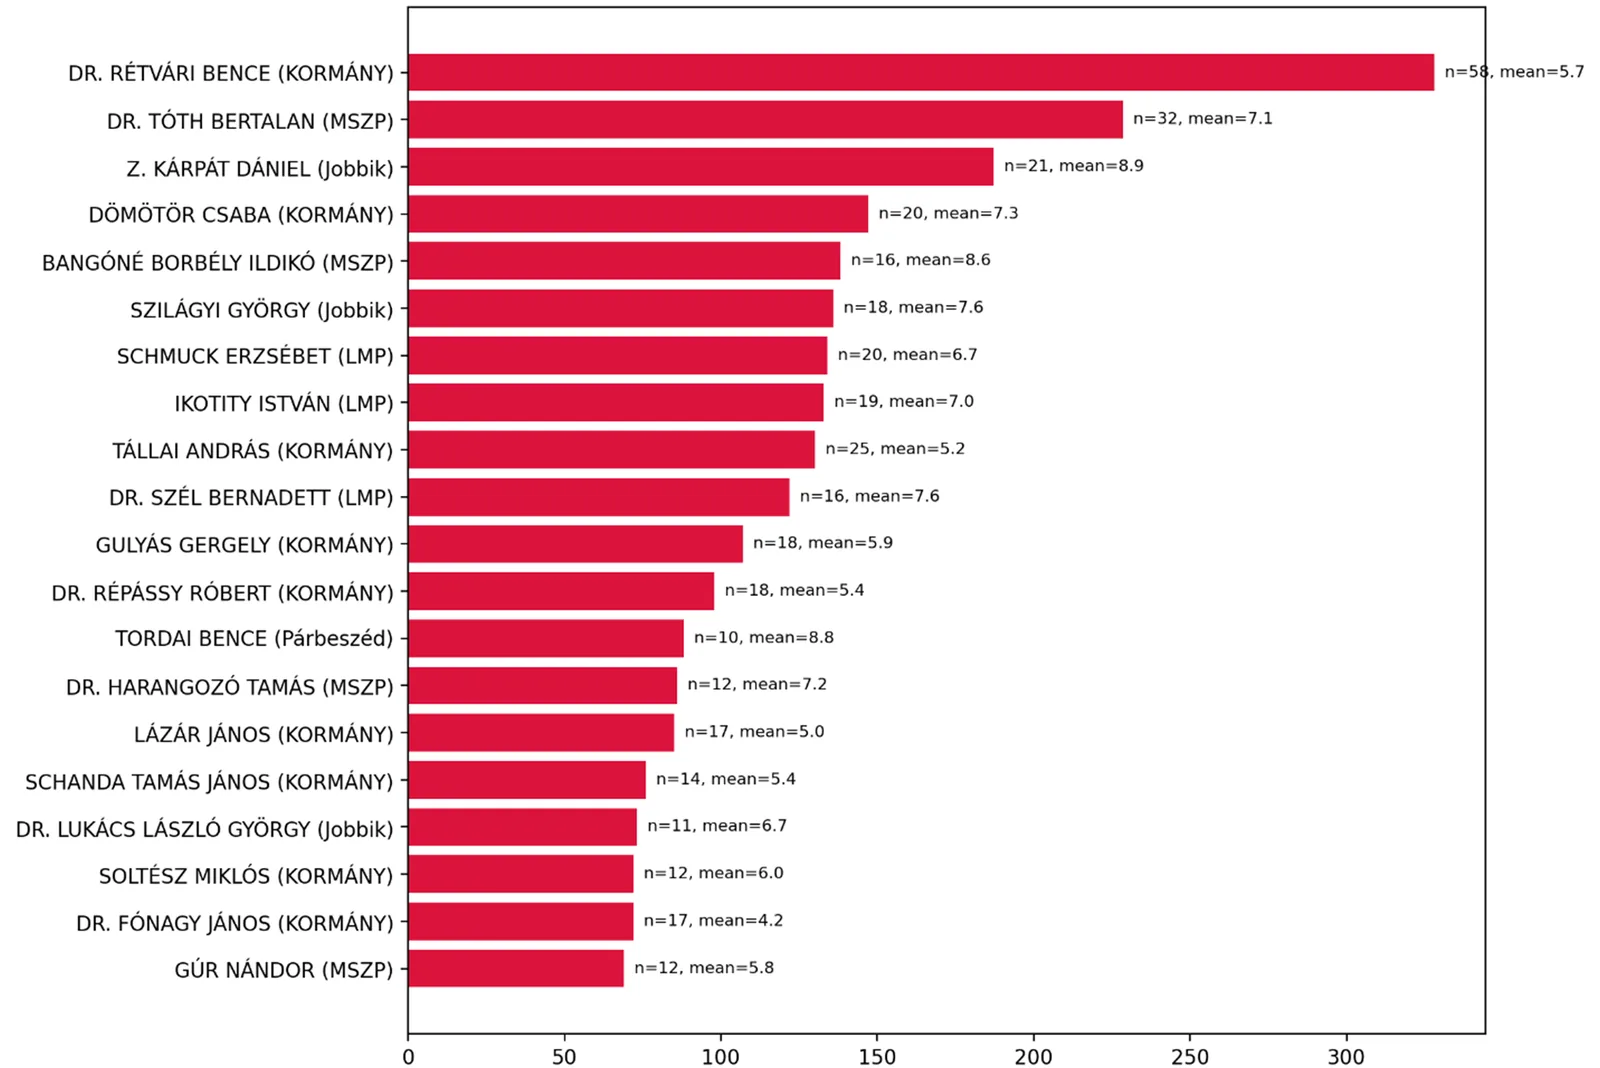 DR. RÉTVÁRI BENCE (KORMÁNY) n=58, mean=5.7
DR. TÓTH BERTALAN (MSZP) n=32, mean=7.1
Z. KÁRPÁT DÁNIEL (Jobbik) n=21, mean=8.9
DÖMÖTÖR CSABA (KORMÁNY) n=20, mean=7.3
BANGÓNÉ BORBÉLY ILDIKÓ (MSZP) n=16, mean=8.6
SZILÁGYI GYÖRGY (Jobbik) n=18, mean=7.6
SCHMUCK ERZSÉBET (LMP) n=20, mean=6.7
IKOTITY ISTVÁN (LMP) n=19, mean=7.0
TÁLLAI ANDRÁS (KORMÁNY) n=25, mean=5.2
DR. SZÉL BERNADETT (LMP) n=16, mean=7.6
GULYÁS GERGELY (KORMÁNY) n=18, mean=5.9
DR. RÉPÁSSY RÓBERT (KORMÁNY) n=18, mean=5.4
TORDAI BENCE (Párbeszéd) n=10, mean=8.8
DR. HARANGOZÓ TAMÁS (MSZP) n=12, mean=7.2
LÁZÁR JÁNOS (KORMÁNY) n=17, mean=5.0
SCHANDA TAMÁS JÁNOS (KORMÁNY) n=14, mean=5.4
DR. LUKÁCS LÁSZLÓ GYÖRGY (Jobbik) n=11, mean=6.7
SOLTÉSZ MIKLÓS (KORMÁNY) n=12, mean=6.0
DR. FÓNAGY JÁNOS (KORMÁNY) n=17, mean=4.2
GÚR NÁNDOR (MSZP) n=12, mean=5.8
0 50 100 150 200 250 300